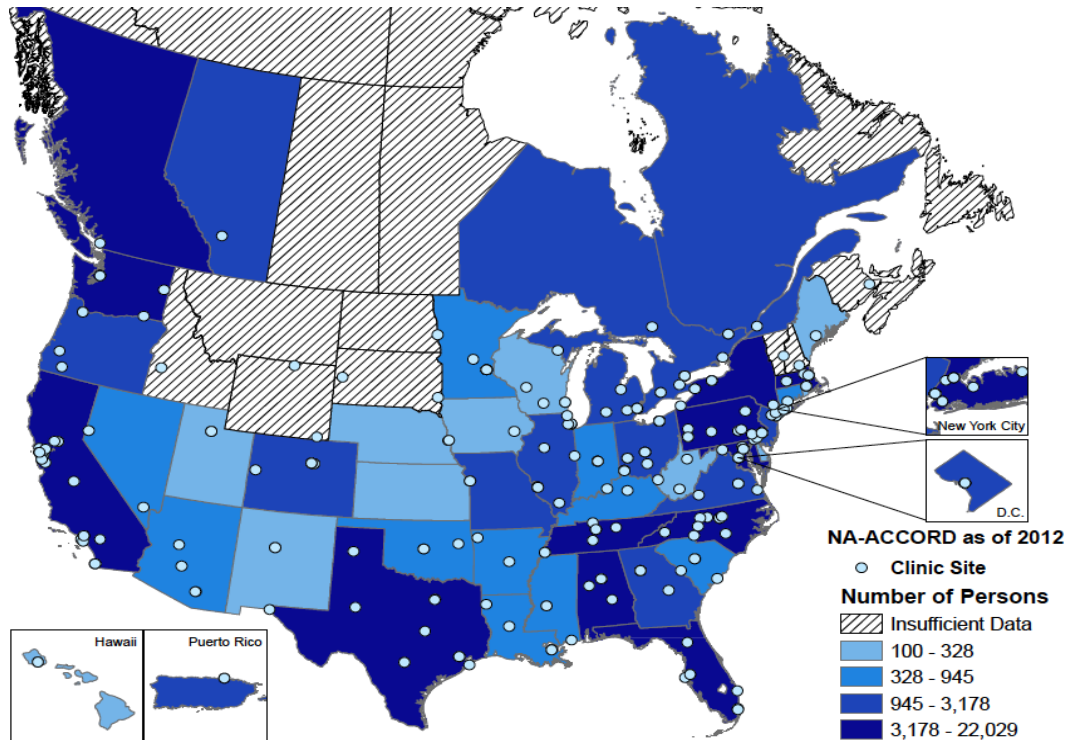 New York City
D.C.
NA-ACCORD as of 2012
Clinic Site
Number of Persons
Insufficient Data
100 - 328
328 - 945
945 - 3,178
3,178 - 22,029
Hawaii
Puerto Rico